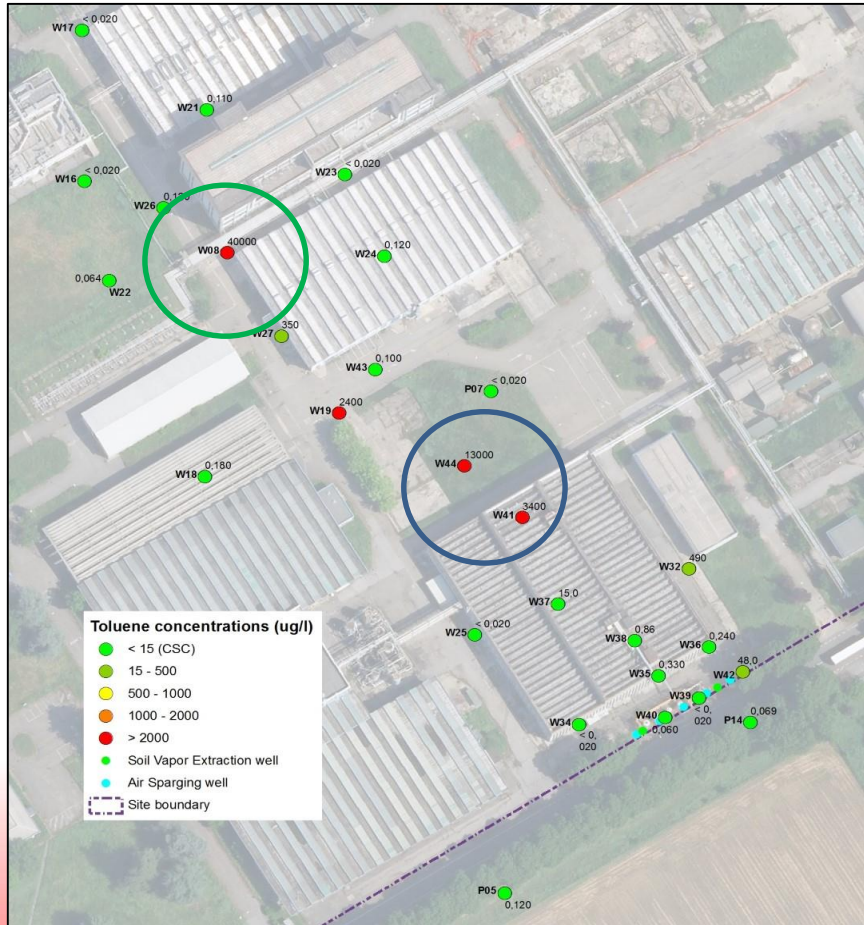 W17
< 0,020
W21
0,110
W16
< 0,020
W23
< 0,020
W26
W08
40000
W24
0,120
0,064
W22
W27
350
W43
0,100
P07
< 0,020
W19
2400
W44
13000
W18
0,180
W41
3400
W32
490
W37
15,0
W25
< 0,020
W38
0,86
W36
0,240
W35
0,330
W42
48,0
W39
< 0,
020
W40
0,060
W34
< 0,
020
P14
0,069
Toluene concentrations (ug/l)
< 15 (CSC)
15 - 500
500 - 1000
1000 - 2000
> 2000
Soil Vapor Extraction well
Air Sparging well
Site boundary
P05
0,120